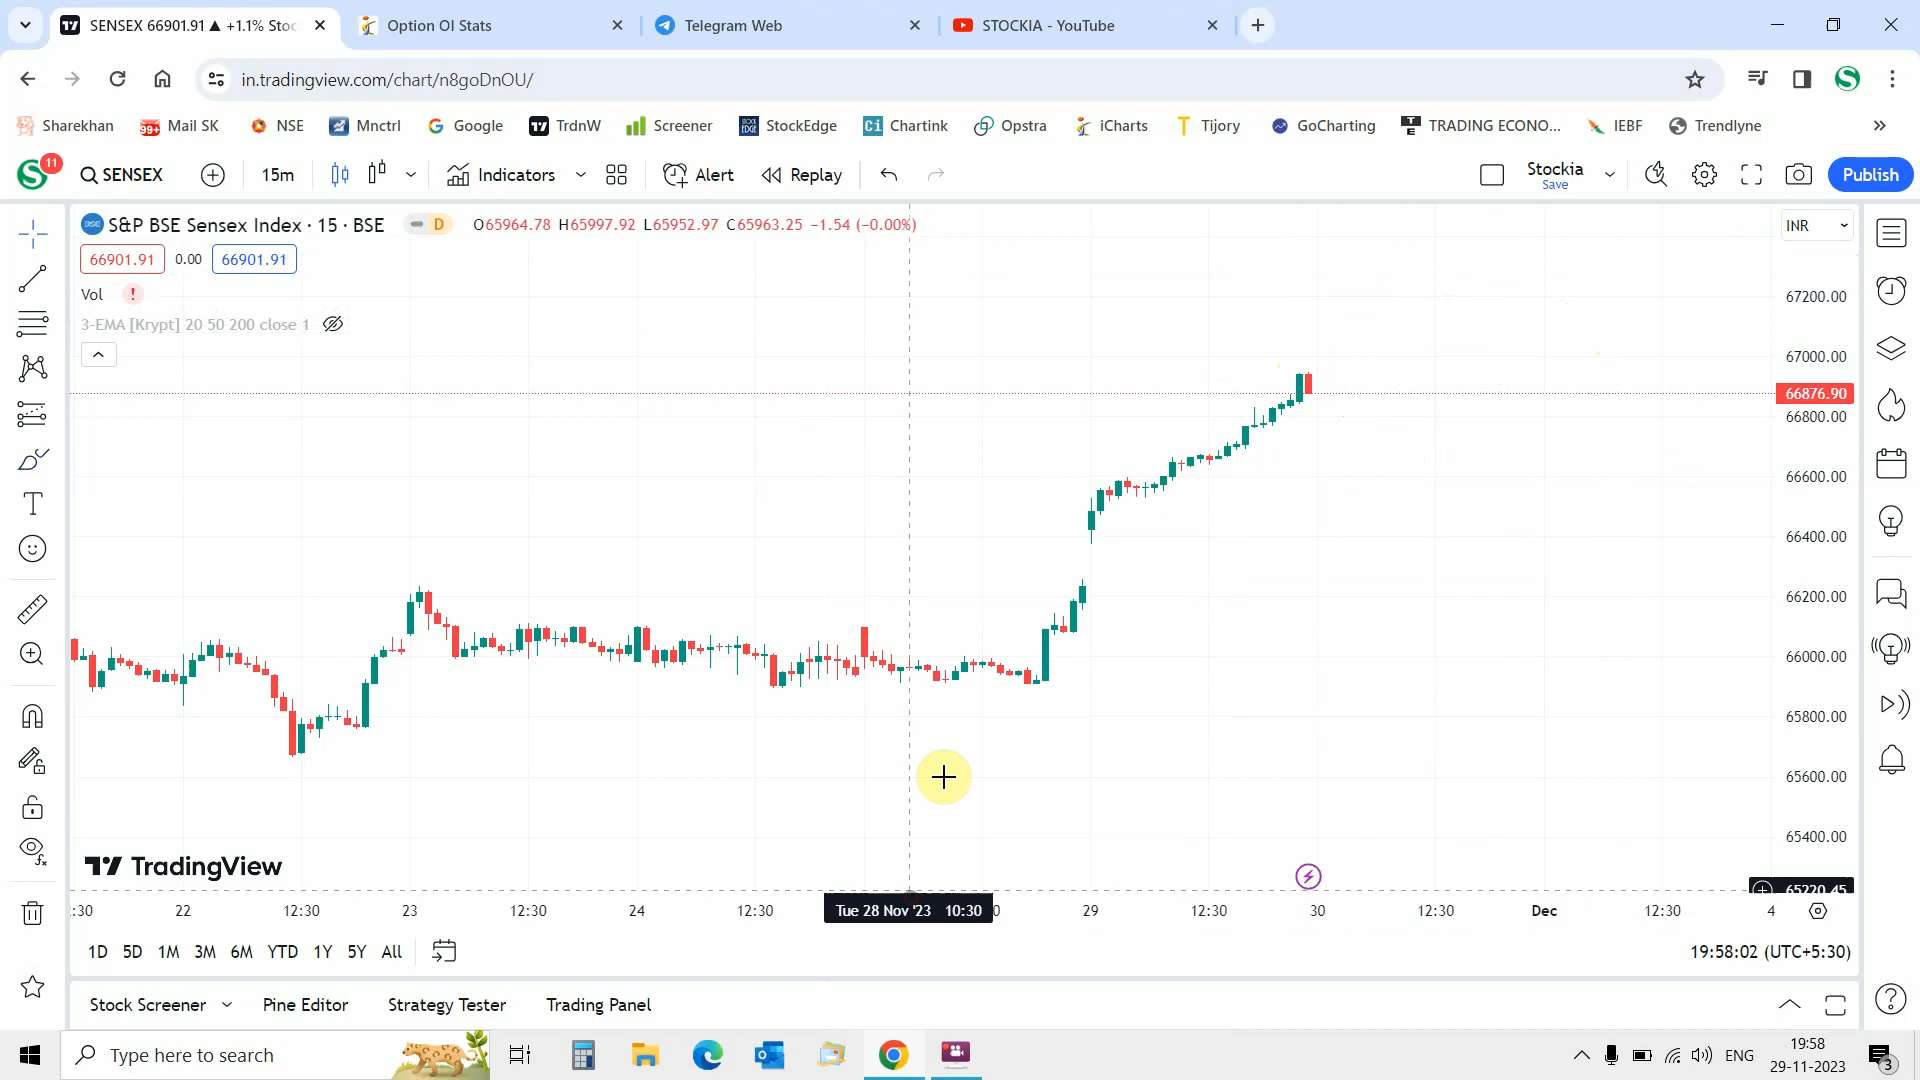 SENSEX 66901.91 ▲ +1.1% Stoc
Option OI Stats
Telegram Web
STOCKIA - YouTube
in.tradingview.com/chart/n8goDnOU/
Sharekhan
99+ Mail SK
NSE
Mnctrl
Google
TrdnW
Screener
STOCK EDGE StockEdge
Ci Chartink
Opstra
iCharts
Tijory
GoCharting
TE TRADING ECONO...
IEBF
Trendlyne
11
SENSEX
15m
Indicators
Alert
Replay
Stockia
Save
Publish
S&P BSE Sensex Index · 15 · BSE
D
O65964.78 H65997.92 L65952.97 C65963.25 −1.54 (−0.00%)
INR
66901.91 0.00 66901.91
Vol
3-EMA [Krypt] 20 50 200 close 1
67200.00
67000.00
66876.90
66800.00
66600.00
66400.00
66200.00
66000.00
65800.00
65600.00
65400.00
65220.45
TradingView
:30 22 12:30 23 12:30 24 12:30 Tue 28 Nov '23 10:30 0 29 12:30 30 12:30 Dec 12:30 4
1D 5D 1M 3M 6M YTD 1Y 5Y All
19:58:02 (UTC+5:30)
Stock Screener Pine Editor Strategy Tester Trading Panel
Type here to search
ENG
19:58
29-11-2023
3